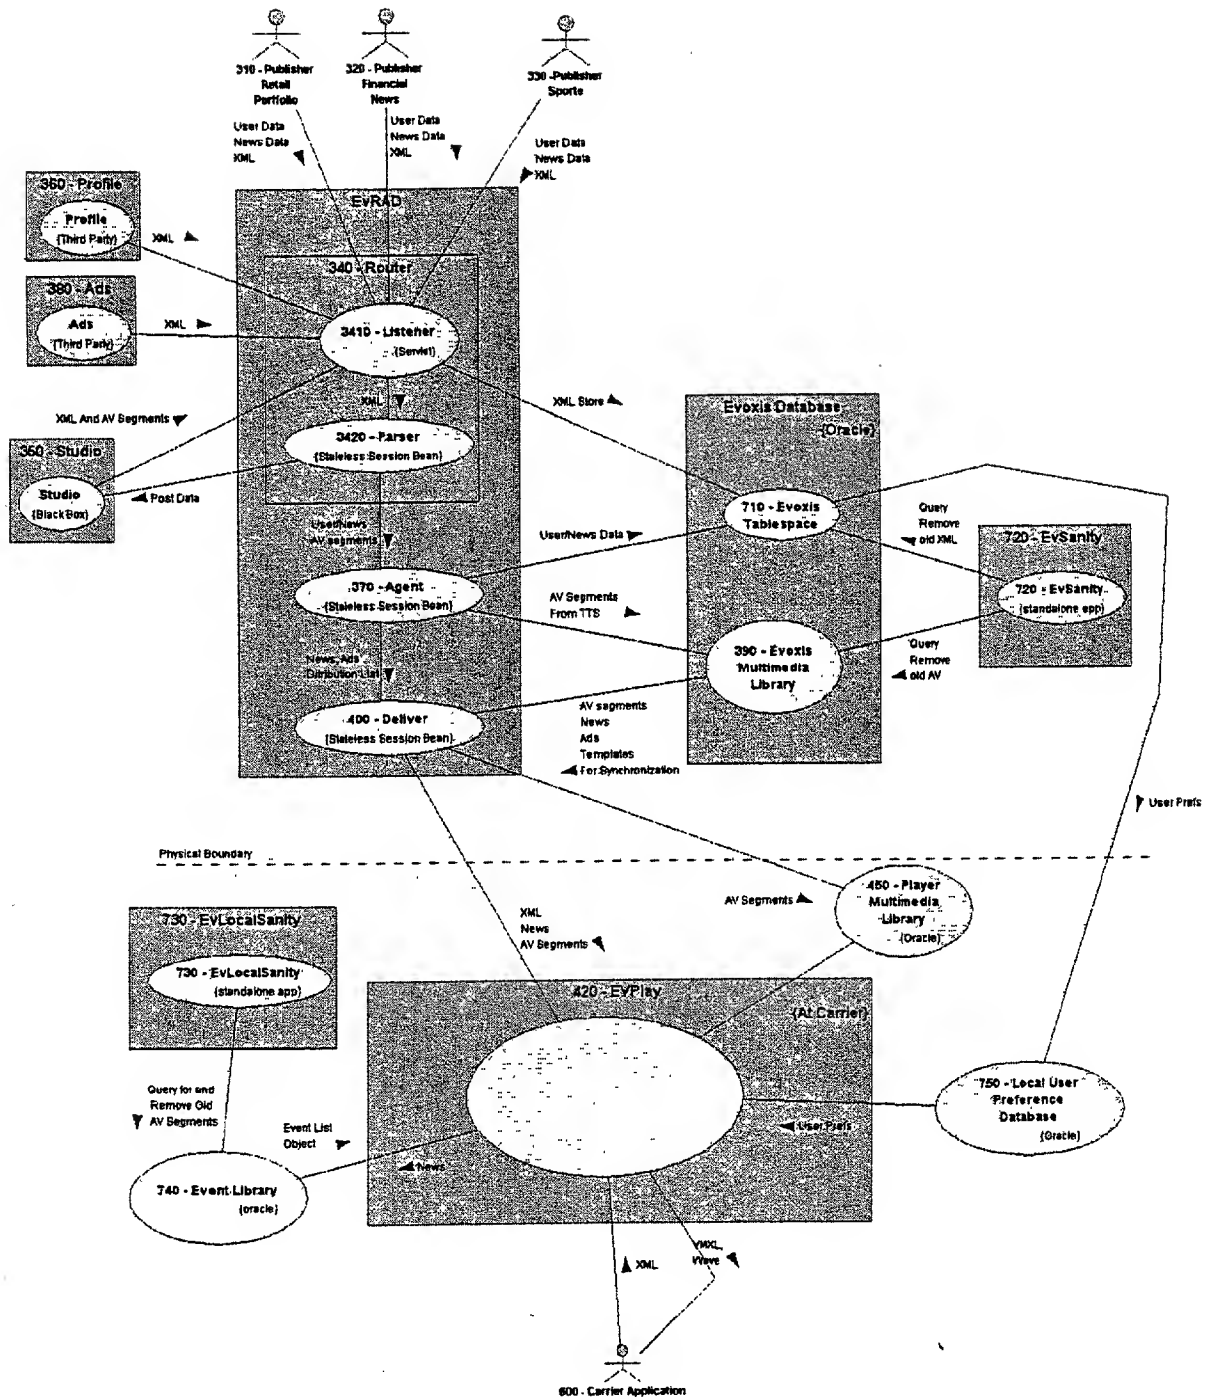 310 - Publisher
Retail
Portfolio
320 - Publisher
Financial
News
330 - Publisher
Sports
User Data
News Data
XML
User Data
News Data
XML
User Data
News Data
XML
360 - Profile
Profile
{Third Party}
XML
380 - Ads
Ads
{Third Party}
XML
EvRAD
340 - Router
3410 - Listener
{Servlet}
XML
3420 - Parser
{Stateless Session Bean}
XML And AV Segments
350 - Studio
Studio
{Black Box}
Post Data
XML Store
Evoxis Database
{Oracle}
710 - Evoxis
Tablespace
User/News
AV segments
User/News Data
370 - Agent
{Stateless Session Bean}
AV Segments
From TTS
Query
Remove
old XML
720 - EvSanity
720 - EvSanity
{standalone app}
390 - Evoxis
Multimedia
Library
Query
Remove
old AV
News, Ads
Ditribution List
400 - Deliver
{Stateless Session Bean}
AV segments
News
Ads
Templates
For Synchronization
User Prefs
Physical Boundary
450 - Player
Multimedia
Library
{Oracle}
AV Segments
XML
News
AV Segments
730 - EvLocalSanity
730 - EvLocalSanity
{standalone app}
420 - EvPlay
{At Carrier}
Query for and
Remove Old
AV Segments
Event List
Object
News
User Prefs
750 - Local User
Preference
Database
{Oracle}
740 - Event Library
{oracle}
XML
VMXL,
Wave
600 - Carrier Application